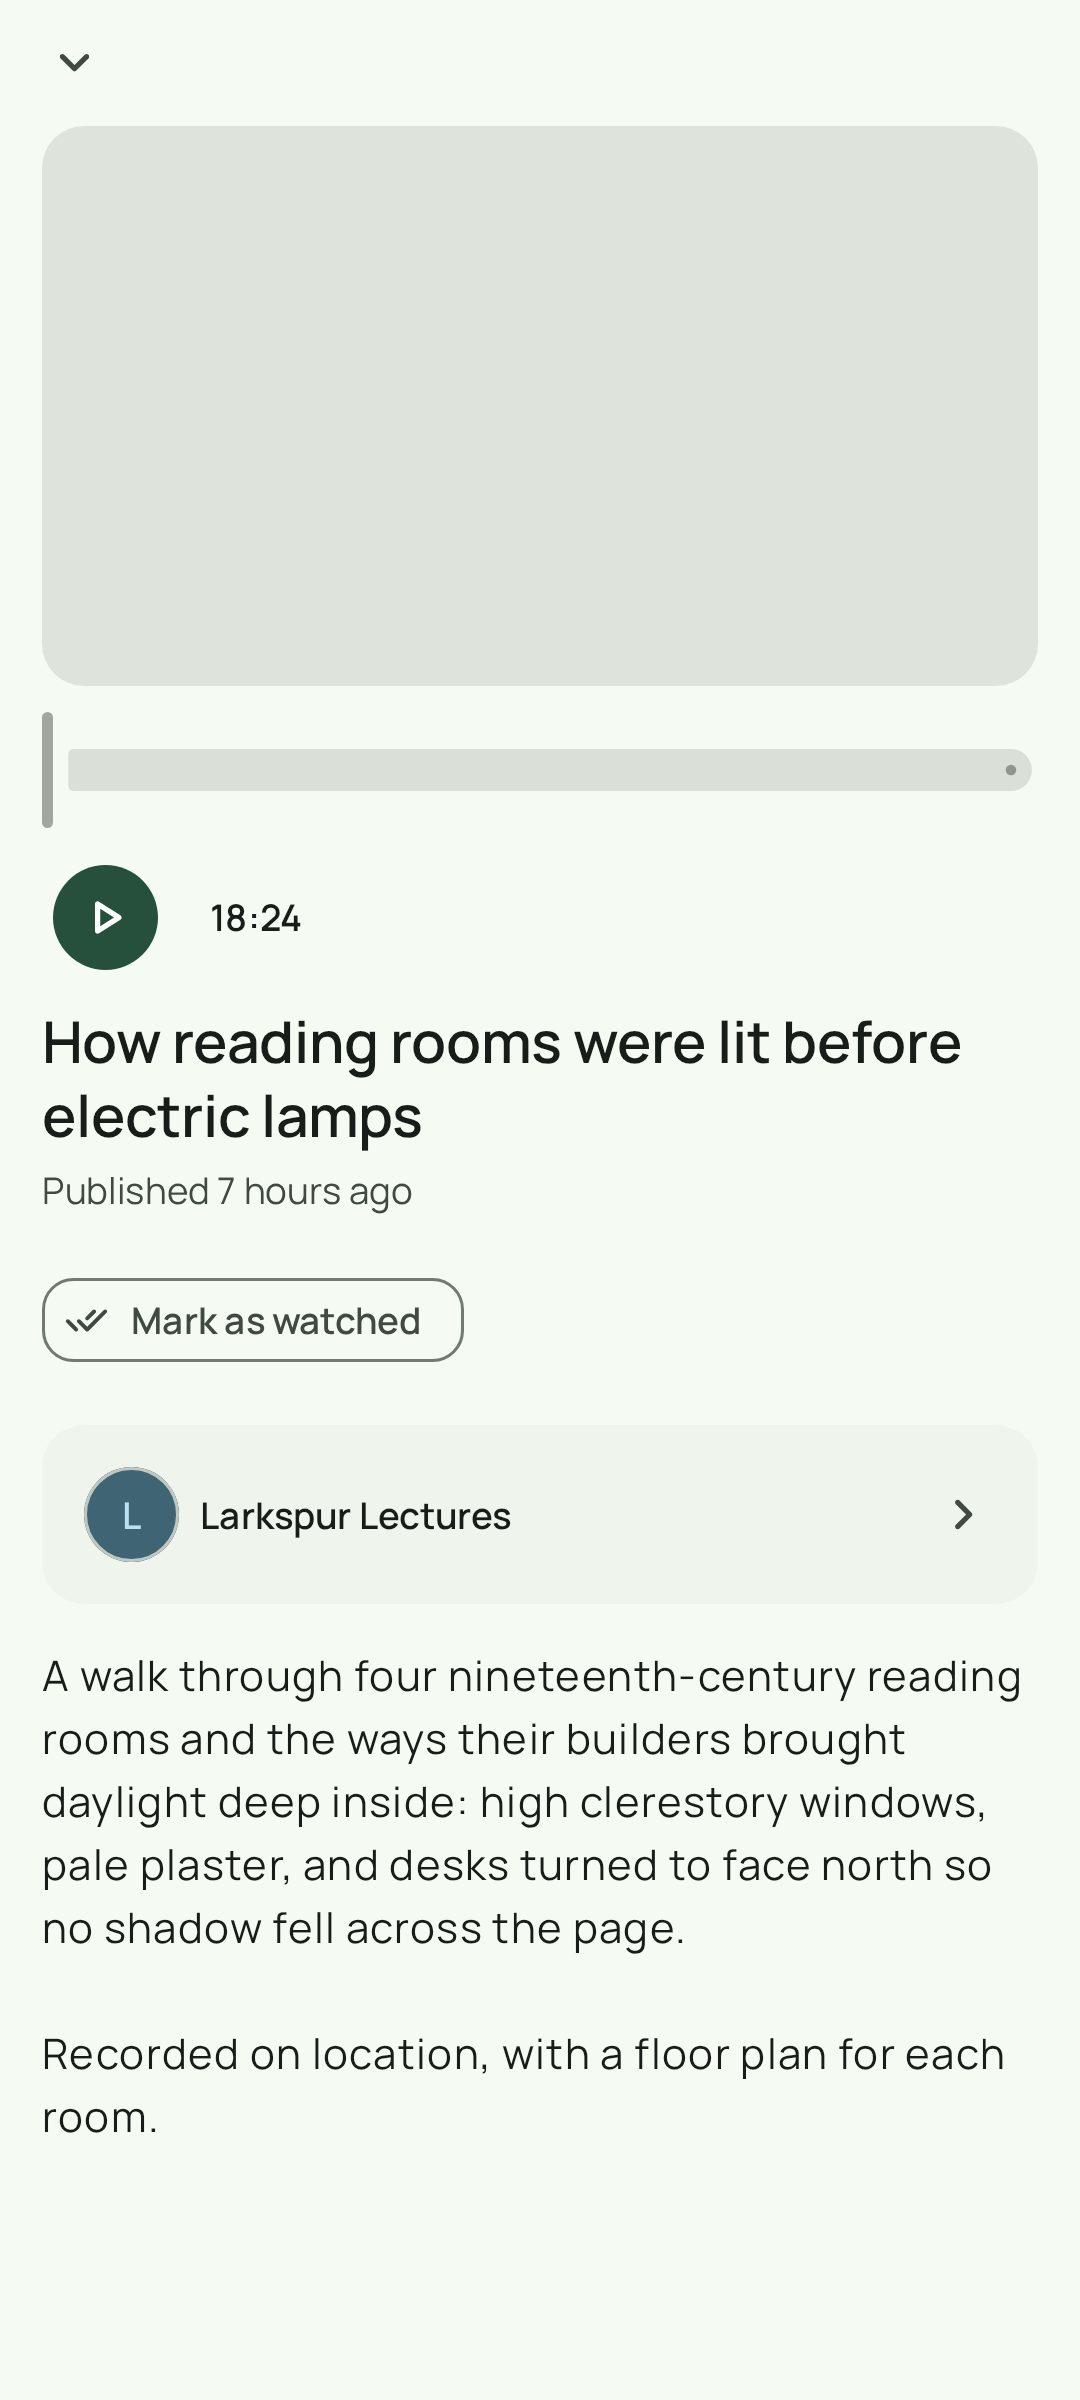 18:24
How reading rooms were lit before
electric lamps
Published 7 hours ago
Mark as watched
L
Larkspur Lectures
A walk through four nineteenth-century reading
rooms and the ways their builders brought
daylight deep inside: high clerestory windows,
pale plaster, and desks turned to face north so
no shadow fell across the page.
Recorded on location, with a floor plan for each
room.